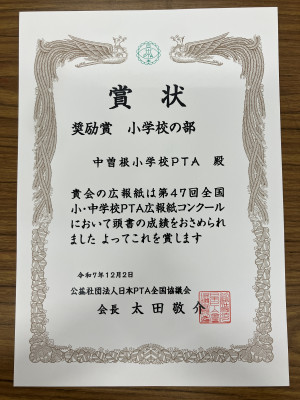 賞状
奨励賞 小学校の部
中曽根小学校PTA 殿
貴会の広報紙は第47回全国
小・中学校PTA広報紙コンクール
において頭書の成績をおさめられ
ました よってこれを賞します
令和7年12月2日
公益社団法人日本PTA全国協議会
会長 太田敬介